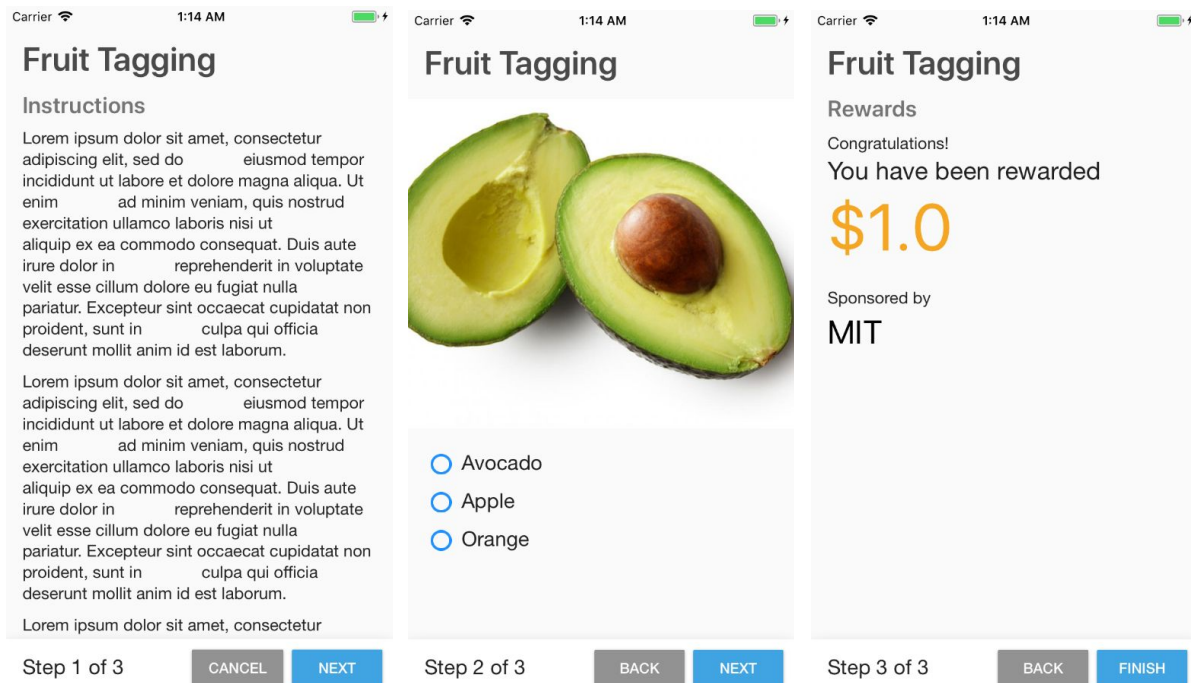 Carrier 1:14 AM
Fruit Tagging
Instructions
Lorem ipsum dolor sit amet, consectetur
adipiscing elit, sed do eiusmod tempor
incididunt ut labore et dolore magna aliqua. Ut
enim ad minim veniam, quis nostrud
exercitation ullamco laboris nisi ut
aliquip ex ea commodo consequat. Duis aute
irure dolor in reprehenderit in voluptate
velit esse cillum dolore eu fugiat nulla
pariatur. Excepteur sint occaecat cupidatat non
proident, sunt in culpa qui officia
deserunt mollit anim id est laborum.
Lorem ipsum dolor sit amet, consectetur
adipiscing elit, sed do eiusmod tempor
incididunt ut labore et dolore magna aliqua. Ut
enim ad minim veniam, quis nostrud
exercitation ullamco laboris nisi ut
aliquip ex ea commodo consequat. Duis aute
irure dolor in reprehenderit in voluptate
velit esse cillum dolore eu fugiat nulla
pariatur. Excepteur sint occaecat cupidatat non
proident, sunt in culpa qui officia
deserunt mollit anim id est laborum.
Lorem ipsum dolor sit amet, consectetur
Step 1 of 3 CANCEL NEXT
Carrier 1:14 AM
Fruit Tagging
Avocado
Apple
Orange
Step 2 of 3 BACK NEXT
Carrier 1:14 AM
Fruit Tagging
Rewards
Congratulations!
You have been rewarded
$1.0
Sponsored by
MIT
Step 3 of 3 BACK FINISH